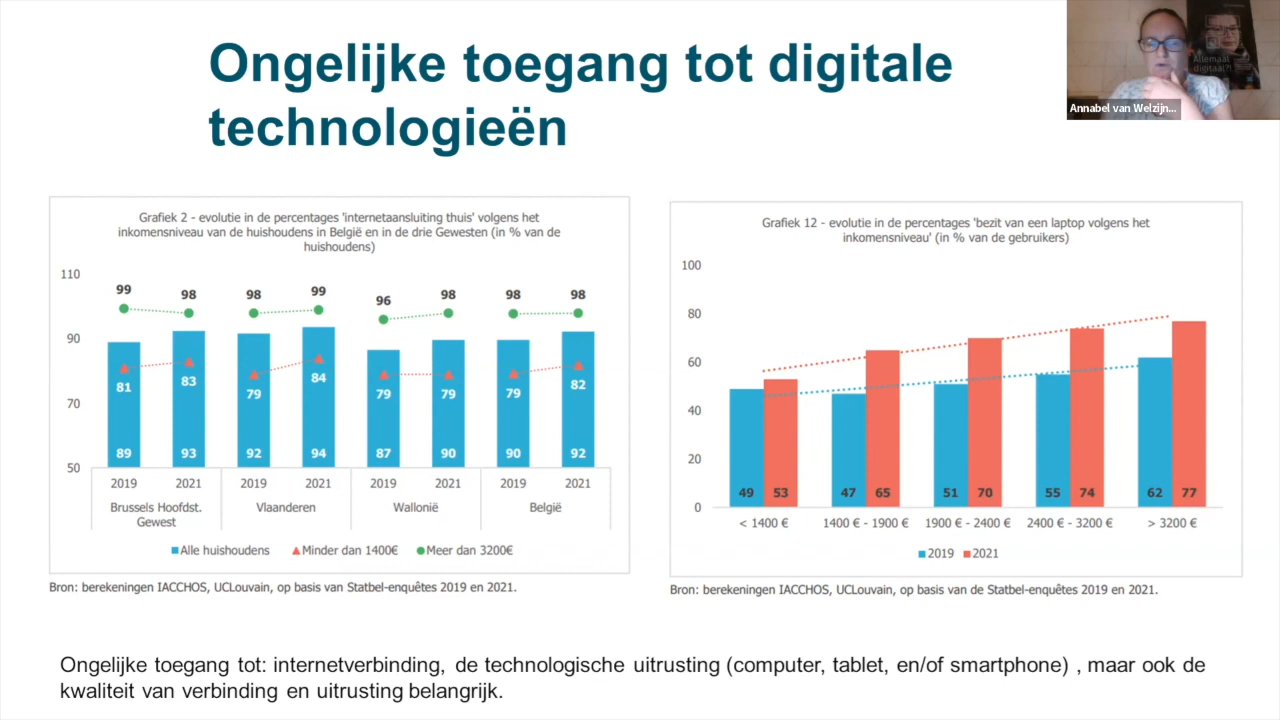 Ongelijke toegang tot digitale
technologieën
Allemaal
digitaal?!
Annabel van Welzijn...
Grafiek 2 - evolutie in de percentages 'internetaansluiting thuis' volgens het
inkomensniveau van de huishoudens in België en in de drie Gewesten (in % van de
huishoudens)
110
90
70
50
99 98 98 99 96 98 98 98
81 83 79 84 79 79 79 82
89 93 92 94 87 90 90 92
2019 2021 2019 2021 2019 2021 2019 2021
Brussels Hoofdst. Vlaanderen Wallonië België
Gewest
Alle huishoudens Minder dan 1400€ Meer dan 3200€
Bron: berekeningen IACCHOS, UCLouvain, op basis van Statbel-enquêtes 2019 en 2021.
Grafiek 12 - evolutie in de percentages 'bezit van een laptop volgens het
inkomensniveau' (in % van de gebruikers)
100
80
60
40
20
0
49 53 47 65 51 70 55 74 62 77
< 1400 € 1400 € - 1900 € 1900 € - 2400 € 2400 € - 3200 € > 3200 €
2019 2021
Bron: berekeningen IACCHOS, UCLouvain, op basis van de Statbel-enquêtes 2019 en 2021.
Ongelijke toegang tot: internetverbinding, de technologische uitrusting (computer, tablet, en/of smartphone) , maar ook de
kwaliteit van verbinding en uitrusting belangrijk.